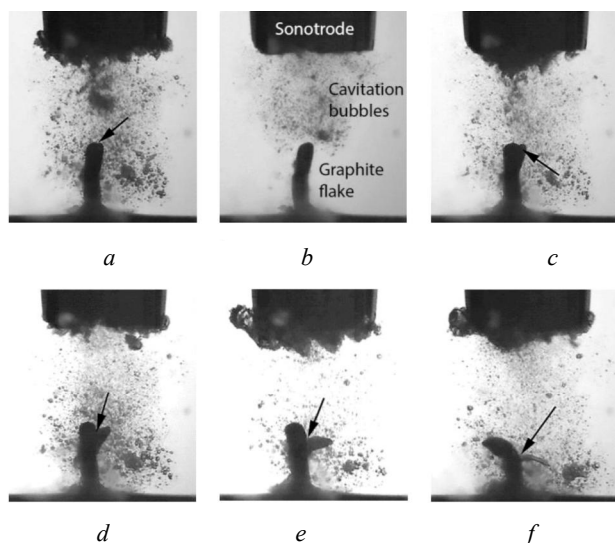 Sonotrode
Cavitation
bubbles
Graphite
flake
a
b
c
d
e
f